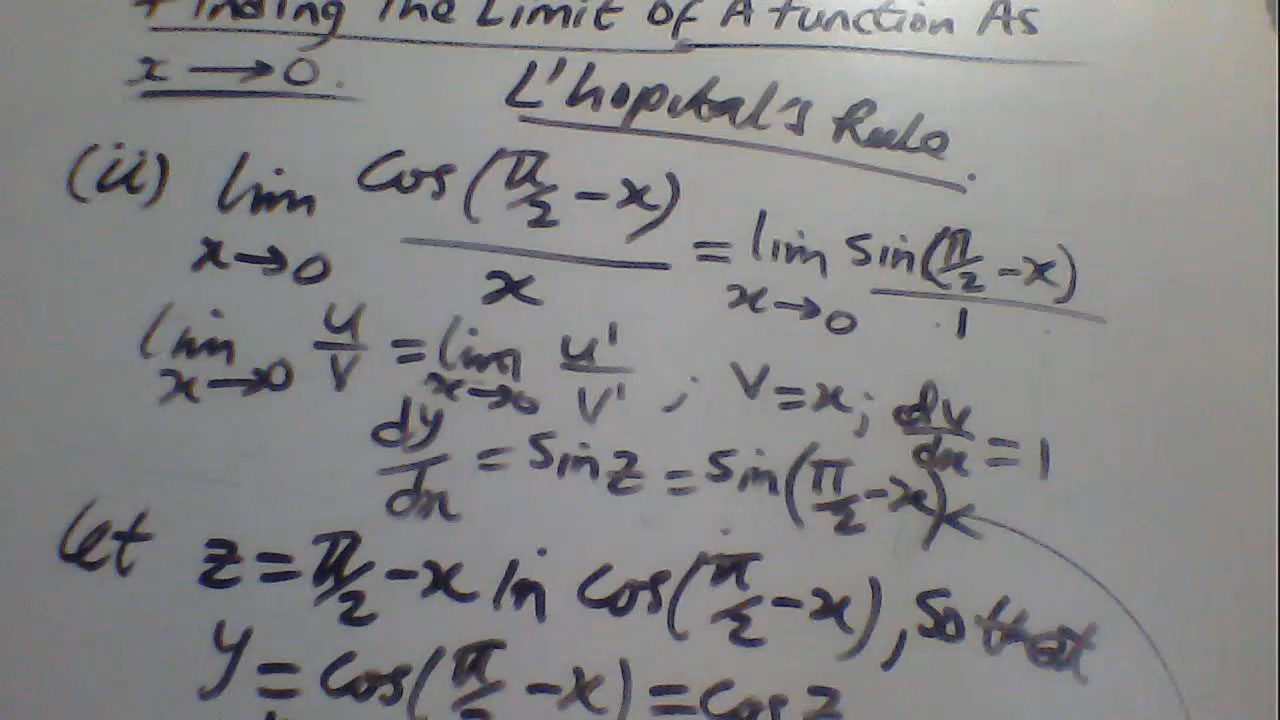 Finding The Limit Of A function As
x → 0.
L'hopital's Rule
(ii) lim x→0 cos(π/2 - x) / x = lim x→0 sin(π/2 - x) / 1
lim x→0 u/v = lim x→0 u'/v' ; v = x; dv/dx = 1
dy/dx = sin z = sin(π/2 - x)
let z = π/2 - x in cos(π/2 - x), so that
y = cos(π/2 - x) = cos z